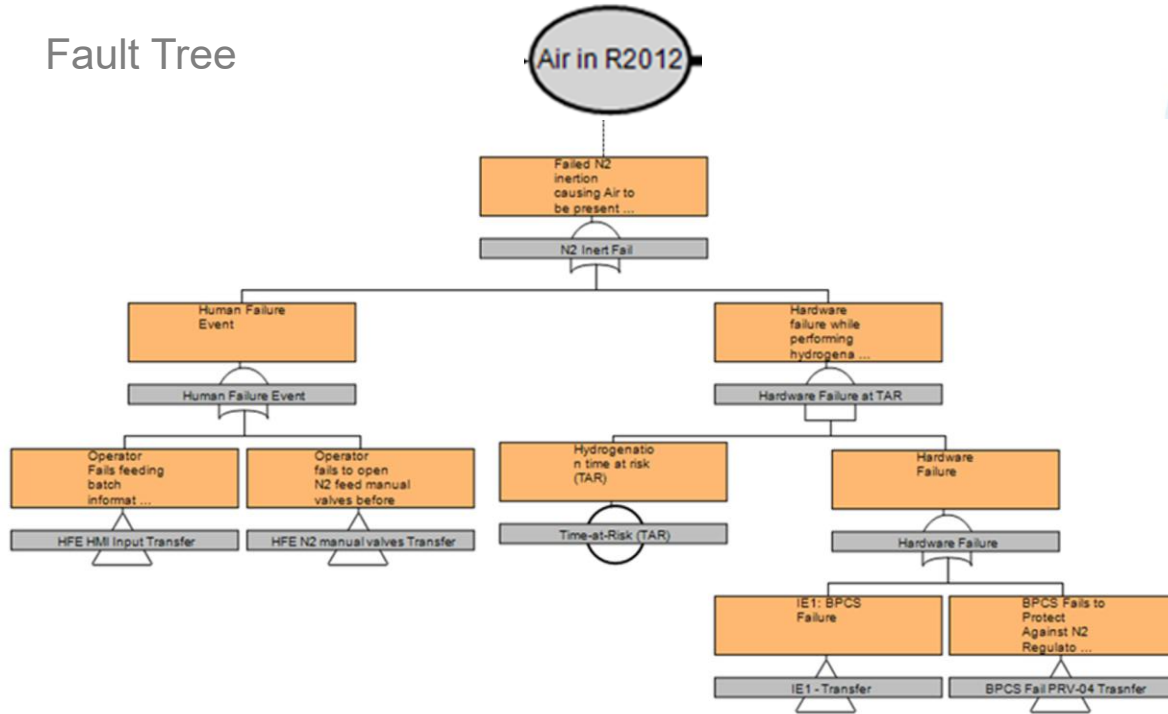 Fault Tree
Air in R2012
Failed N2
inertion
causing Air to
be present ...
N2 Inert Fail
Human Failure
Event
Human Failure Event
Hardware
failure while
performing
hydrogena ...
Hardware Failure at TAR
Operator
Fails feeding
batch
informat ...
HFE HMI Input Transfer
Operator
fails to open
N2 feed manual
valves before
HFE N2 manual valves Transfer
Hydrogenatio
n time at risk
(TAR)
Time-at-Risk (TAR)
Hardware
Failure
Hardware Failure
IE1: BPCS
Failure
IE1 - Transfer
BPCS Fails to
Protect
Against N2
Regulato ...
BPCS Fail PRV-04 Trasnfer